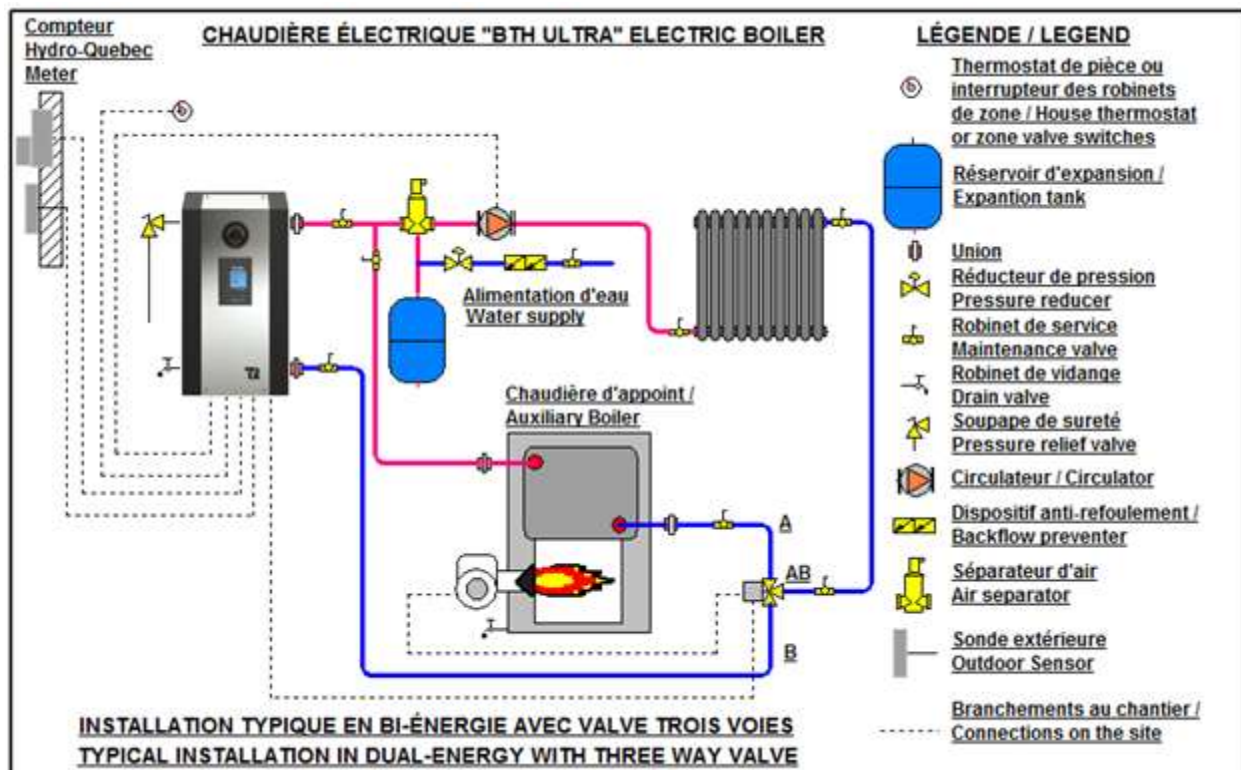 Compteur
Hydro-Quebec
Meter
CHAUDIÈRE ÉLECTRIQUE "BTH ULTRA" ELECTRIC BOILER
Alimentation d'eau
Water supply
Chaudière d'appoint /
Auxiliary Boiler
A
AB
B
INSTALLATION TYPIQUE EN BI-ÉNERGIE AVEC VALVE TROIS VOIES
TYPICAL INSTALLATION IN DUAL-ENERGY WITH THREE WAY VALVE
LÉGENDE / LEGEND
Thermostat de pièce ou
interrupteur des robinets
de zone / House thermostat
or zone valve switches
Réservoir d'expansion /
Expantion tank
Union
Réducteur de pression
Pressure reducer
Robinet de service
Maintenance valve
Robinet de vidange
Drain valve
Soupape de sureté
Pressure relief valve
Circulateur / Circulator
Dispositif anti-refoulement /
Backflow preventer
Séparateur d'air
Air separator
Sonde extérieure
Outdoor Sensor
Branchements au chantier /
Connections on the site